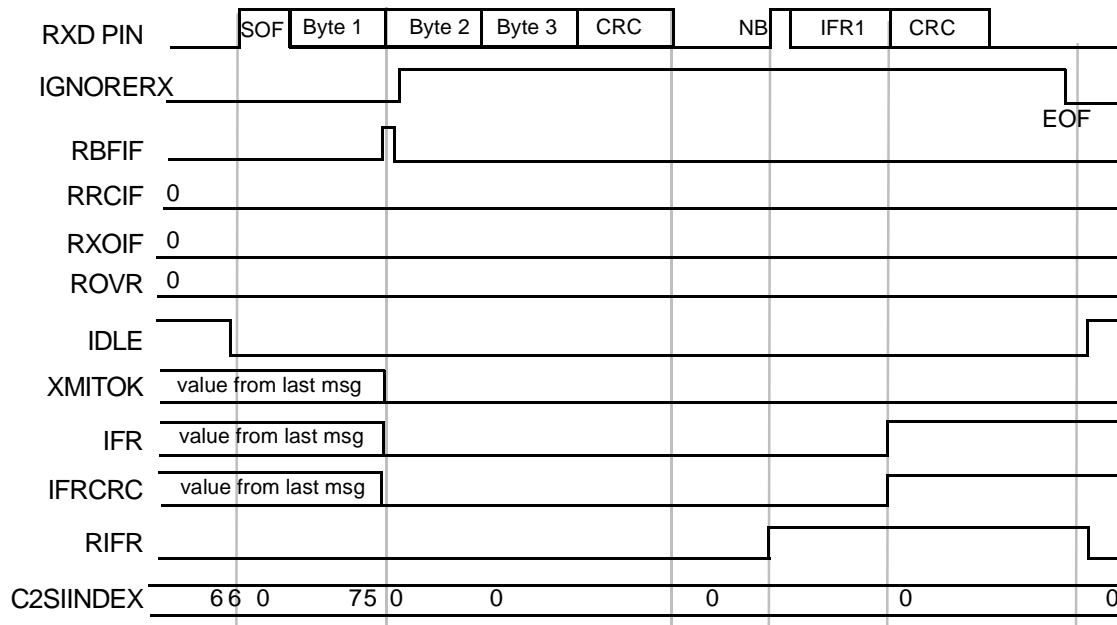 RXD PIN SOF Byte 1 Byte 2 Byte 3 CRC NB IFR1 CRC
IGNORERX
EOF
RBFIF
RRCIF 0
RXOIF 0
ROVR 0
IDLE
XMITOK value from last msg
IFR value from last msg
IFRCRC value from last msg
RIFR
C2SIINDEX 6 6 0 75 0 0 0 0 0